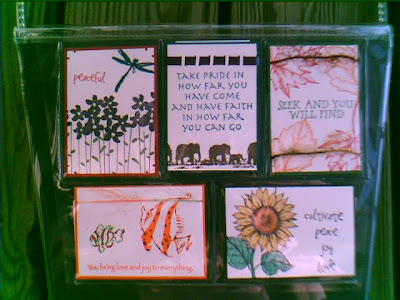 peaceful
TAKE PRIDE IN
HOW FAR YOU
HAVE COME
AND HAVE FAITH
IN HOW FAR
YOU CAN GO
SEEK AND YOU
WILL FIND
You bring love and joy to everything.
cultivate
peace
joy
love